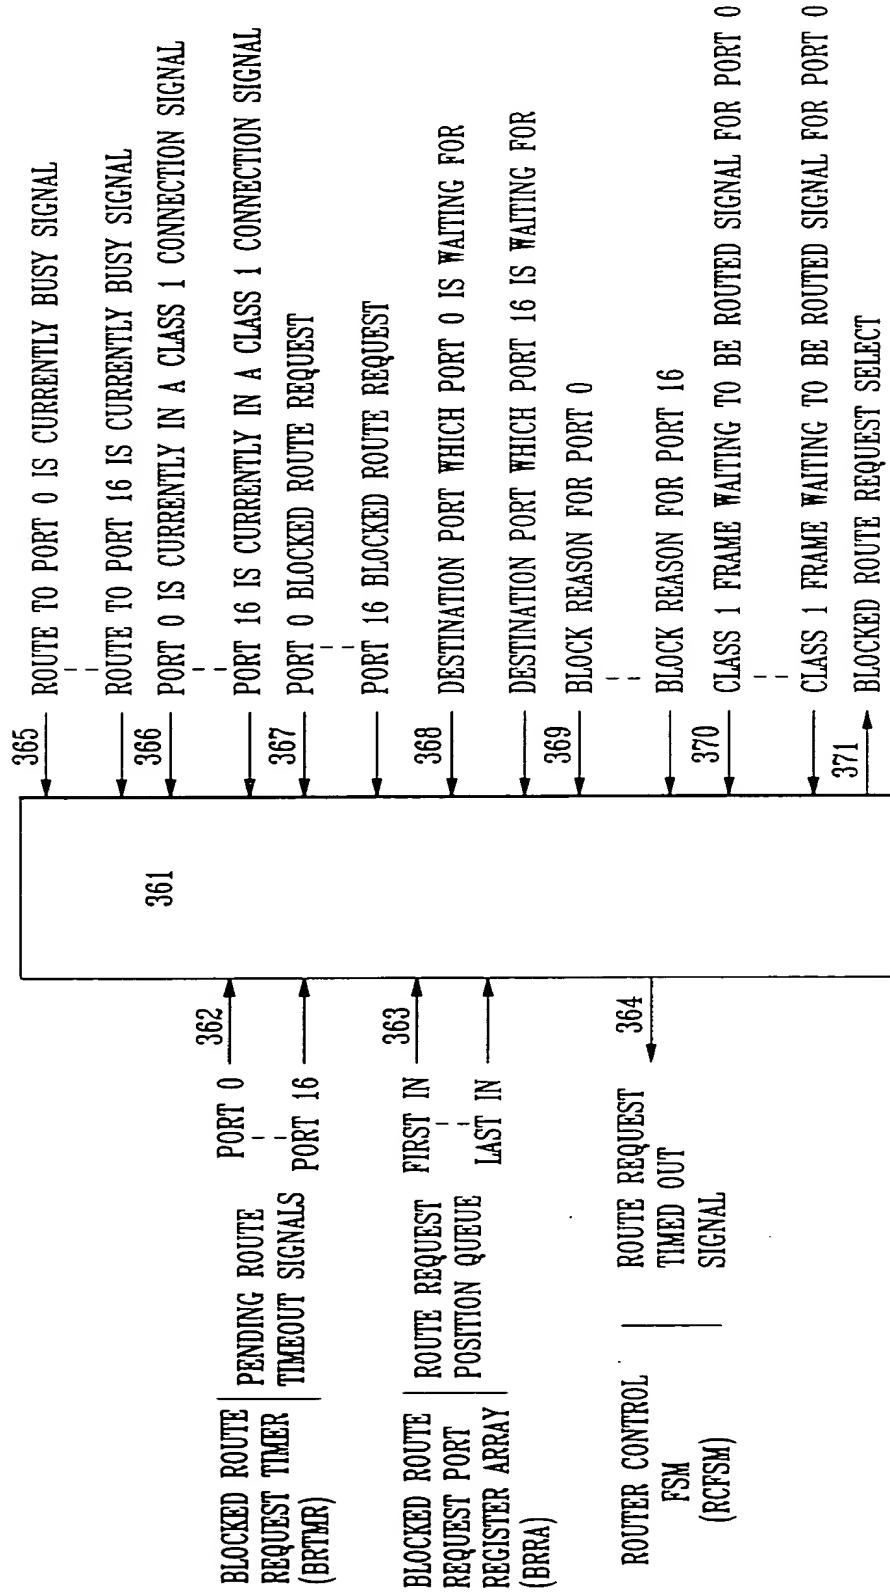 BLOCKED ROUTE
REQUEST TIMER
(BRTMR)
PENDING ROUTE
TIMEOUT SIGNALS
PORT 0
PORT 16
362
BLOCKED ROUTE
REQUEST PORT
REGISTER ARRAY
(BRRA)
ROUTE REQUEST
POSITION QUEUE
FIRST IN
LAST IN
363
ROUTER CONTROL
FSM
(RCFSM)
ROUTE REQUEST
TIMED OUT
SIGNAL
364
361
365
ROUTE TO PORT 0 IS CURRENTLY BUSY SIGNAL
ROUTE TO PORT 16 IS CURRENTLY BUSY SIGNAL
366
PORT 0 IS CURRENTLY IN A CLASS 1 CONNECTION SIGNAL
PORT 16 IS CURRENTLY IN A CLASS 1 CONNECTION SIGNAL
367
PORT 0 BLOCKED ROUTE REQUEST
PORT 16 BLOCKED ROUTE REQUEST
368
DESTINATION PORT WHICH PORT 0 IS WAITING FOR
DESTINATION PORT WHICH PORT 16 IS WAITING FOR
369
BLOCK REASON FOR PORT 0
BLOCK REASON FOR PORT 16
370
CLASS 1 FRAME WAITING TO BE ROUTED SIGNAL FOR PORT 0
CLASS 1 FRAME WAITING TO BE ROUTED SIGNAL FOR PORT 0
371
BLOCKED ROUTE REQUEST SELECT